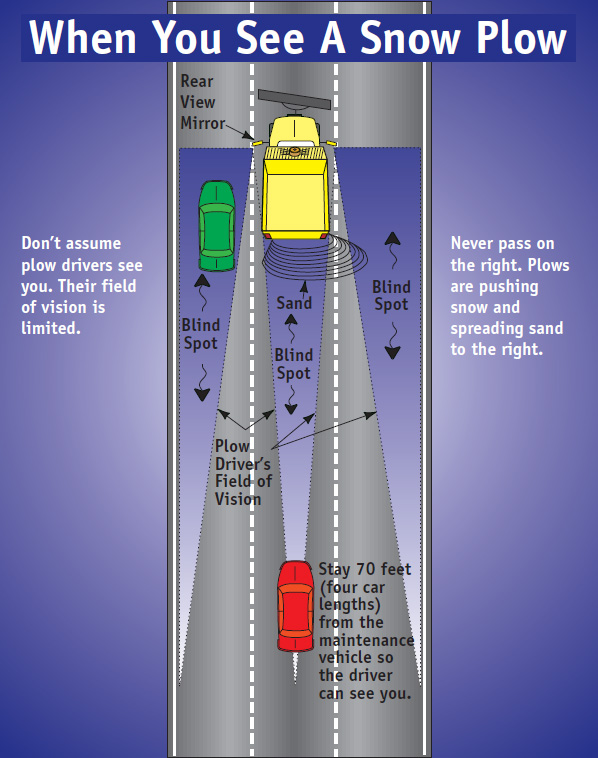 When You See A Snow Plow
Rear
View
Mirror
Don't assume
plow drivers see
you. Their field
of vision is
limited.
Never pass on
the right. Plows
are pushing
snow and
spreading sand
to the right.
Blind
Spot
Sand
Blind
Spot
Blind
Spot
Plow
Driver's
Field of
Vision
Stay 70 feet
(four car
lengths)
from the
maintenance
vehicle so
the driver
can see you.